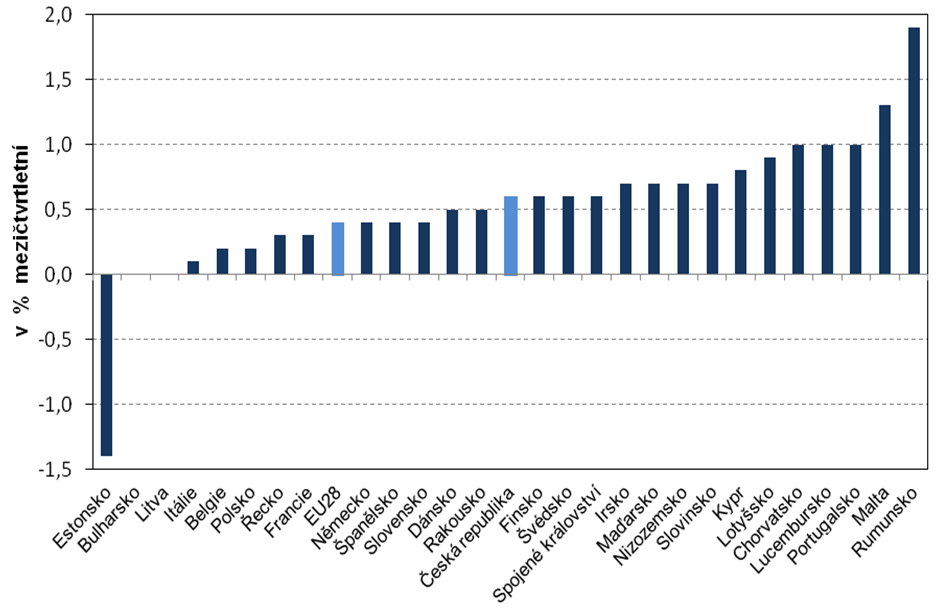 2,0
1,5
1,0
0,5
0,0
-0,5
-1,0
-1,5
v % mezičtvrtletní
Estonsko
Bulharsko
Litva
Itálie
Belgie
Polsko
Řecko
Francie
EU28
Německo
Španělsko
Slovensko
Dánsko
Rakousko
Česká republika
Finsko
Švédsko
Spojené království
Irsko
Maďarsko
Nizozemsko
Slovinsko
Kypr
Lotyšsko
Chorvatsko
Lucembursko
Portugalsko
Malta
Rumunsko